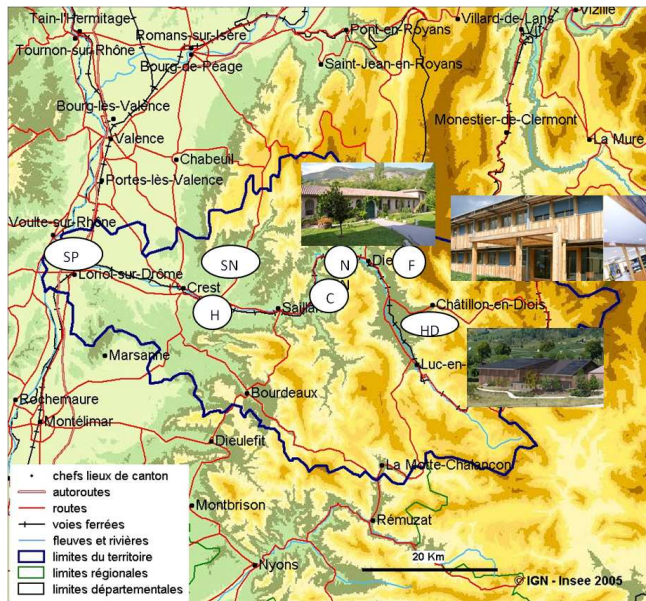 Tain-l'Hermitage
Vizille
Villard-de-Lans
Tournon-sur-Rhône
Romans-sur-Isère
Pont-en-Royans
Bourg-de-Péage
Saint-Jean-en-Royans
Bourg-lès-Valence
Monestier-de-Clermont
Valence
La Mure
Chabeuil
Portes-lès-Valence
Voulte-sur-Rhône
SP
SN
N
Die
F
Loriol-sur-Drôme
Crest
H
Saillan
C
N
Châtillon-en-Diois
HD
Marsanne
Luc-en-
Rochemaure
Bourdeaux
Montélimar
Dieulefit
La Motte-Chalancon
chefs lieux de canton
autoroutes
routes
voies ferrées
fleuves et rivières
limites du territoire
limites régionales
limites départementales
Montbrison
Rémuzat
Nyons
20 Km
© IGN - Insee 2005